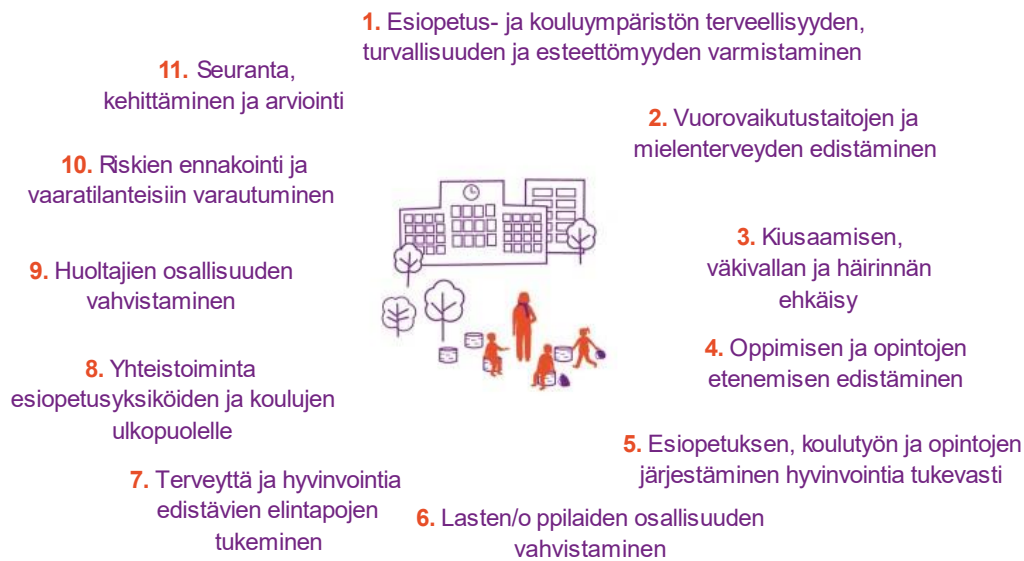 1. Esiopetus- ja kouluympäristön terveellisyyden,
turvallisuuden ja esteettömyyden varmistaminen
2. Vuorovaikutustaitojen ja
mielenterveyden edistäminen
3. Kiusaamisen,
väkivallan ja häirinnän
ehkäisy
4. Oppimisen ja opintojen
etenemisen edistäminen
5. Esiopetuksen, koulutyön ja opintojen
järjestäminen hyvinvointia tukevasti
6. Lasten/o ppilaiden osallisuuden
vahvistaminen
7. Terveyttä ja hyvinvointia
edistävien elintapojen
tukeminen
8. Yhteistoiminta
esiopetusyksiköiden ja koulujen
ulkopuolelle
9. Huoltajien osallisuuden
vahvistaminen
10. Riskien ennakointi ja
vaaratilanteisiin varautuminen
11. Seuranta,
kehittäminen ja arviointi